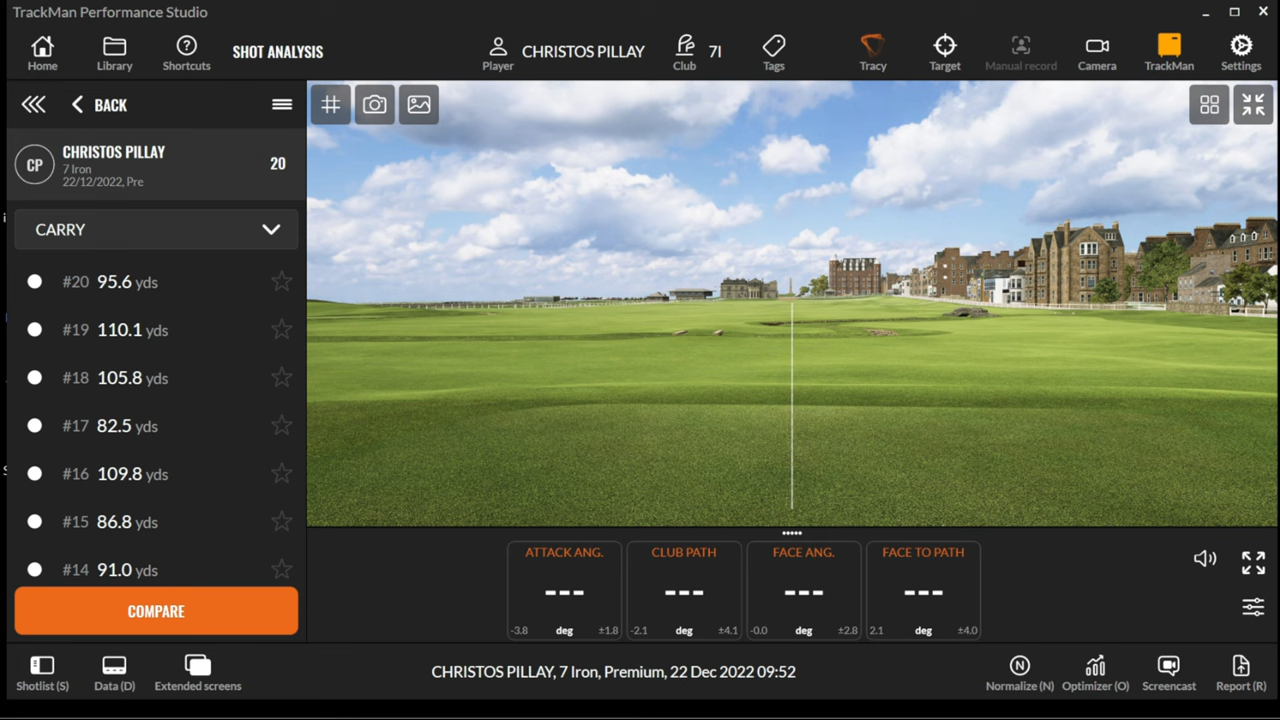 TrackMan Performance Studio
Home
Library
Shortcuts
SHOT ANALYSIS
Player
CHRISTOS PILLAY
Club
7I
Tags
Tracy
Target
Manual record
Camera
TrackMan
Settings
BACK
CP
CHRISTOS PILLAY
7 Iron
22/12/2022, Pre
20
CARRY
#20 95.6 yds
#19 110.1 yds
#18 105.8 yds
#17 82.5 yds
#16 109.8 yds
#15 86.8 yds
#14 91.0 yds
COMPARE
ATTACK ANG.
---
-3.8 deg ±1.8
CLUB PATH
---
-2.1 deg ±4.1
FACE ANG.
---
-0.0 deg ±2.8
FACE TO PATH
---
2.1 deg ±4.0
Shotlist (S)
Data (D)
Extended screens
CHRISTOS PILLAY, 7 Iron, Premium, 22 Dec 2022 09:52
N
Normalize (N)
Optimizer (O)
Screencast
Report (R)